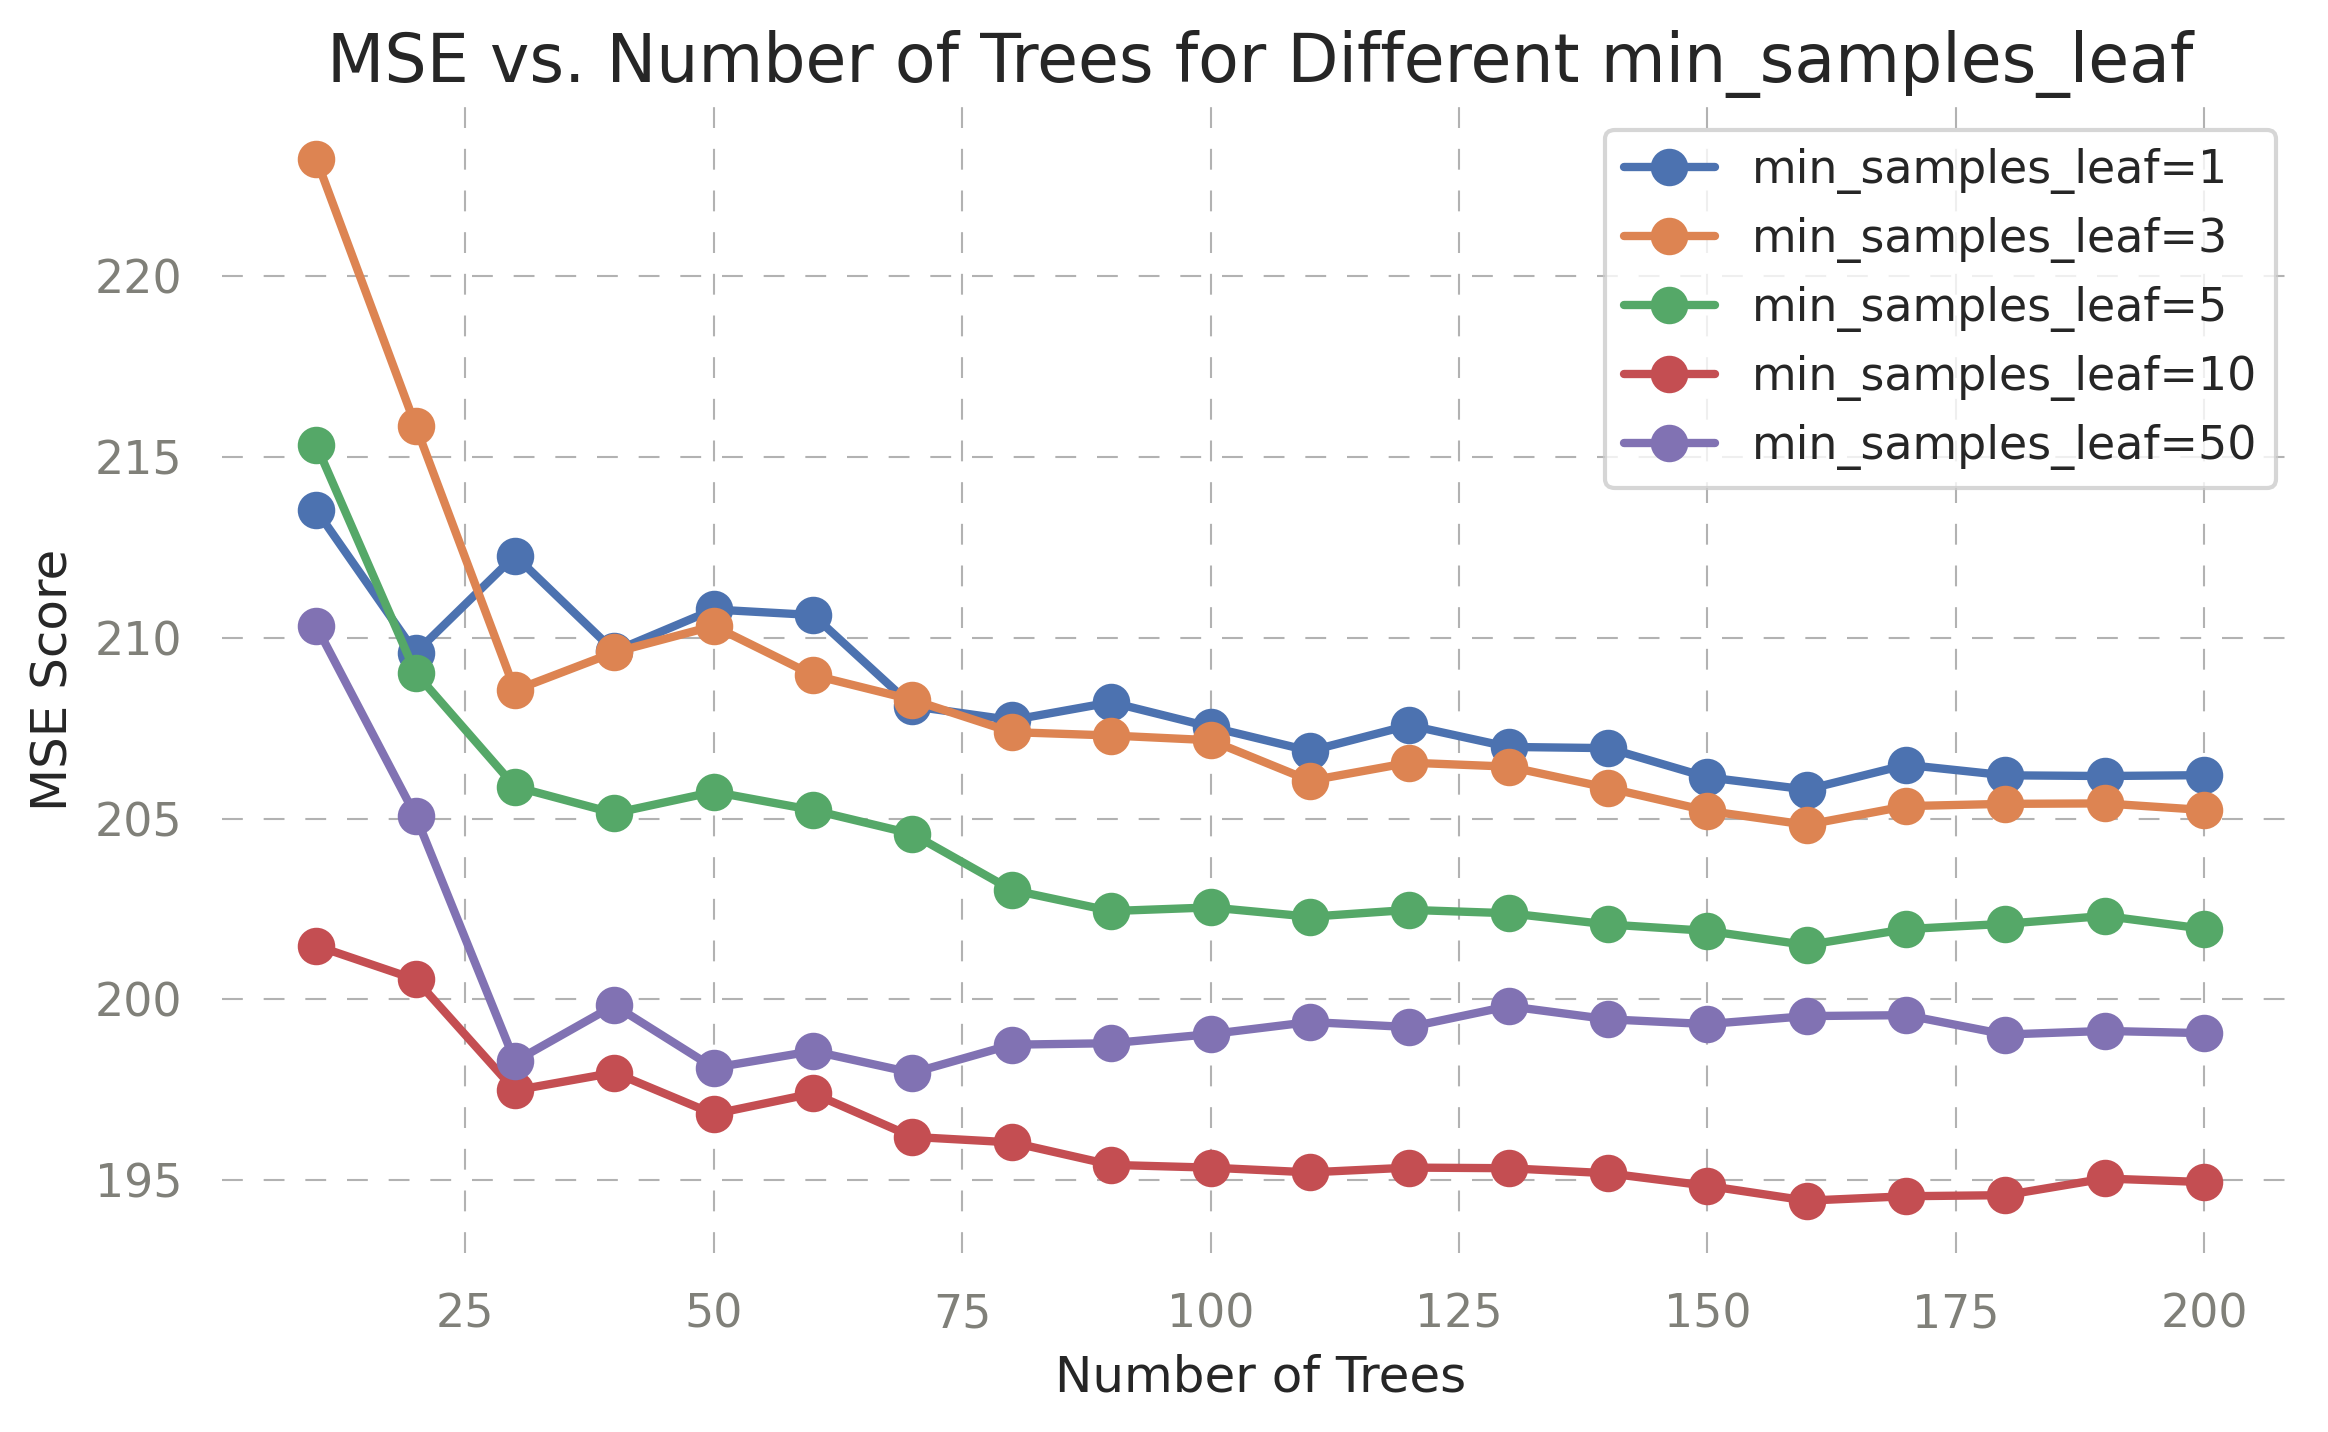 MSE vs. Number of Trees for Different min_samples_leaf
min_samples_leaf=1
min_samples_leaf=3
min_samples_leaf=5
min_samples_leaf=10
min_samples_leaf=50
MSE Score
220
215
210
205
200
195
25 50 75 100 125 150 175 200
Number of Trees